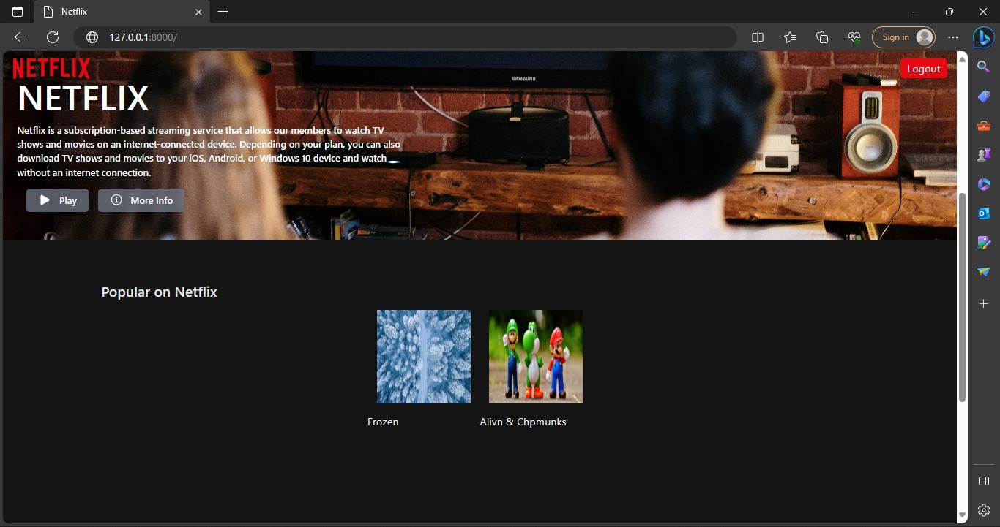 Netflix
127.0.0.1:8000/
Sign in
NETFLIX
Logout
SAMSUNG
NETFLIX
Netflix is a subscription-based streaming service that allows our members to watch TV
shows and movies on an internet-connected device. Depending on your plan, you can also
download TV shows and movies to your iOS, Android, or Windows 10 device and watch
without an internet connection.
Play
More Info
Popular on Netflix
Frozen
Alivn & Chpmunks